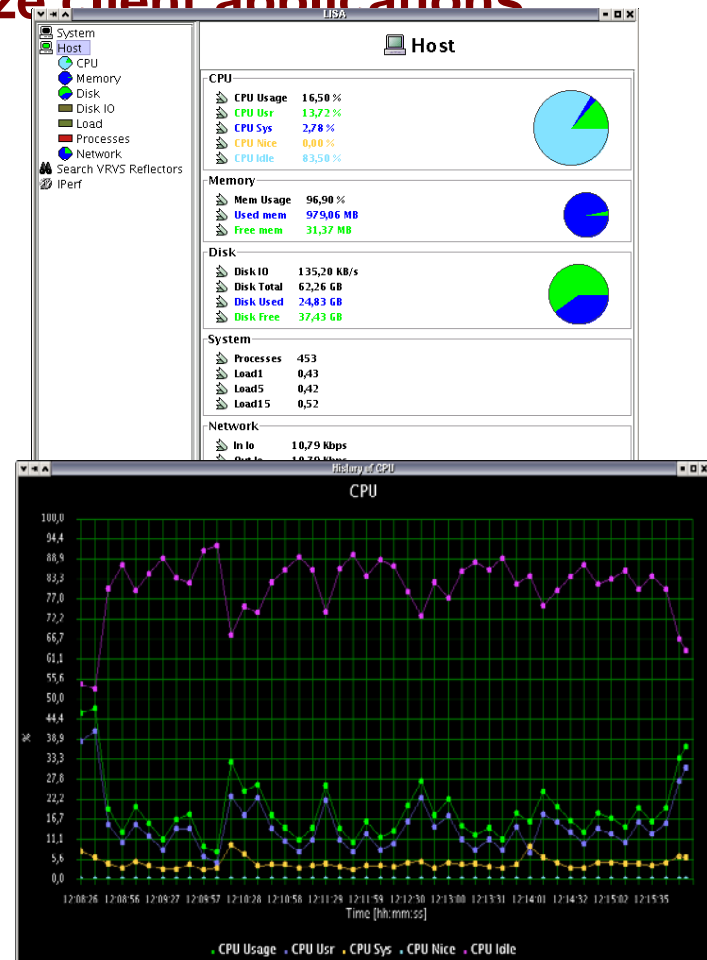 ze Client applications
LISA
System
Host
CPU
Memory
Disk
Disk IO
Load
Processes
Network
Search VRVS Reflectors
IPerf
Host
CPU
CPU Usage 16,50 %
CPU Usr 13,72 %
CPU Sys 2,78 %
CPU Nice 0,00 %
CPU Idle 83,50 %
Memory
Mem Usage 96,90 %
Used mem 979,06 MB
Free mem 31,37 MB
Disk
Disk IO 135,20 KB/s
Disk Total 62,26 GB
Disk Used 24,83 GB
Disk Free 37,43 GB
System
Processes 453
Load1 0,43
Load5 0,42
Load15 0,52
Network
In lo 10,79 Kbps
Out lo 10,79 Kbps
History of CPU
CPU
100,0
94,4
88,9
83,3
77,0
72,2
66,7
61,1
55,6
50,0
44,4
38,9
33,3
27,8
22,2
16,7
11,1
5,6
0,0
%
12:08:26 12:08:56 12:09:27 12:09:57 12:10:28 12:10:58 12:11:29 12:11:59 12:12:30 12:13:00 12:13:31 12:14:01 12:14:32 12:15:02 12:15:35
Time [hh:mm:ss]
CPU Usage CPU Usr CPU Sys CPU Nice CPU Idle